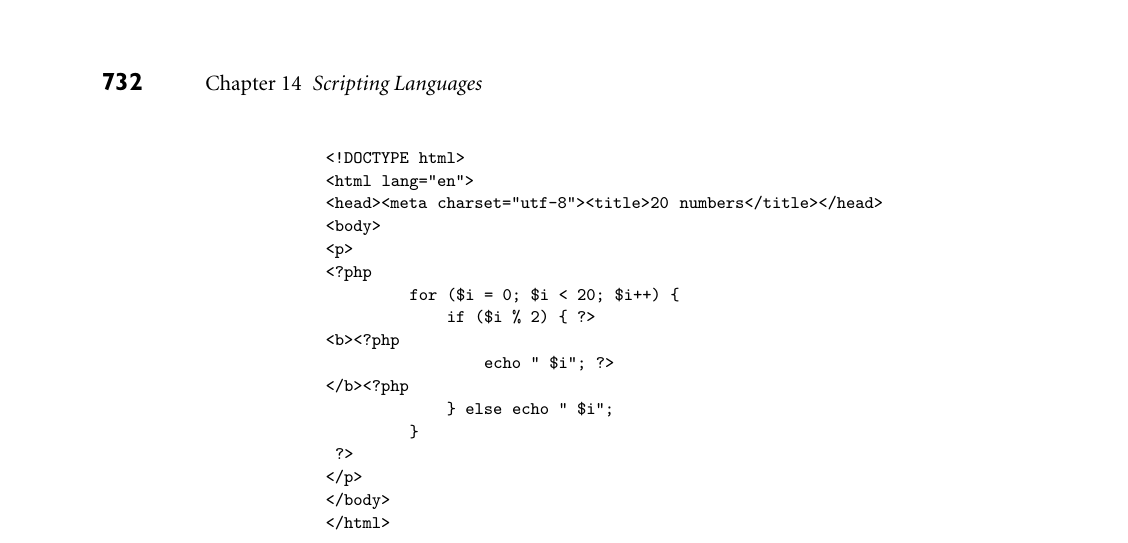 732 Chapter 14 Scripting Languages
<!DOCTYPE html>
<html lang="en">
<head><meta charset="utf-8"><title>20 numbers</title></head>
<body>
<p>
<?php
         for ($i = 0; $i < 20; $i++) {
             if ($i % 2) { ?>
<b><?php
                 echo " $i"; ?>
</b><?php
             } else echo " $i";
         }
 ?>
</p>
</body>
</html>